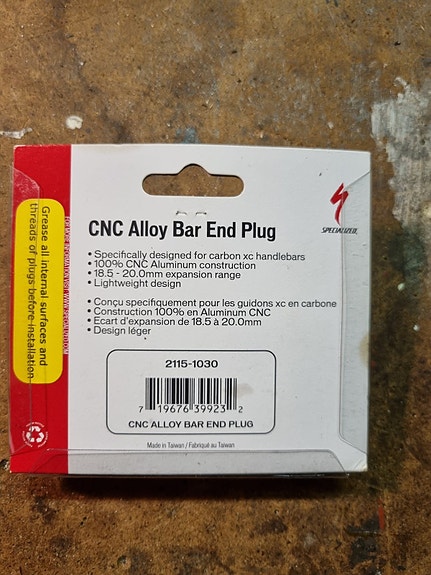 CNC Alloy Bar End Plug
SPECIALIZED
• Specifically designed for carbon xc handlebars
• 100% CNC Aluminum construction
• 18.5 - 20.0mm expansion range
• Lightweight design
• Conçu specifiquement pour les guidons xc en carbone
• Construction 100% en Aluminum CNC
• Ecart d'expansion de 18.5 à 20.0mm
• Design léger
2115-1030
7 19676 39923 2
CNC ALLOY BAR END PLUG
Made in Taiwan / Fabriqué au Taiwan
Grease all internal surfaces and
threads of plugs before installation